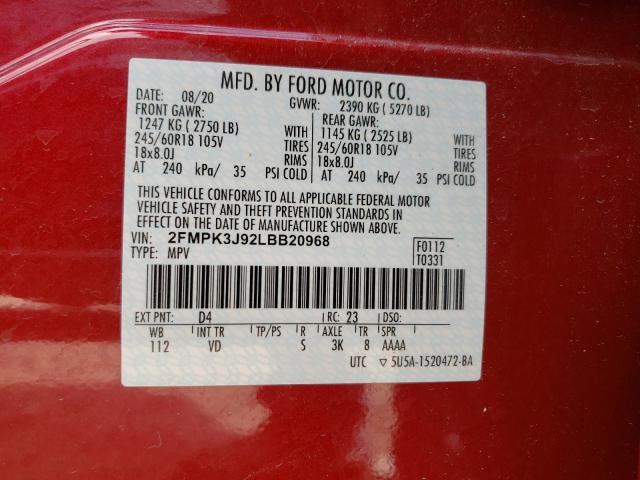 MFD. BY FORD MOTOR CO.
DATE: 08/20 GVWR: 2390 KG ( 5270 LB)
FRONT GAWR: REAR GAWR:
1247 KG ( 2750 LB) WITH 1145 KG ( 2525 LB) WITH
245/60R18 105V TIRES 245/60R18 105V TIRES
18x8.0J RIMS 18x8.0J RIMS
AT 240 kPa/ 35 PSI COLD AT 240 kPa/ 35 PSI COLD
THIS VEHICLE CONFORMS TO ALL APPLICABLE FEDERAL MOTOR
VEHICLE SAFETY AND THEFT PREVENTION STANDARDS IN
EFFECT ON THE DATE OF MANUFACTURE SHOWN ABOVE.
VIN: 2FMPK3J92LBB20968 F0112
TYPE: MPV T0331
EXT PNT: D4 RC: 23 DSO:
WB INT TR TP/PS R AXLE TR SPR
112 VD S 3K 8 AAAA
UTC ▽ 5U5A-1520472-BA